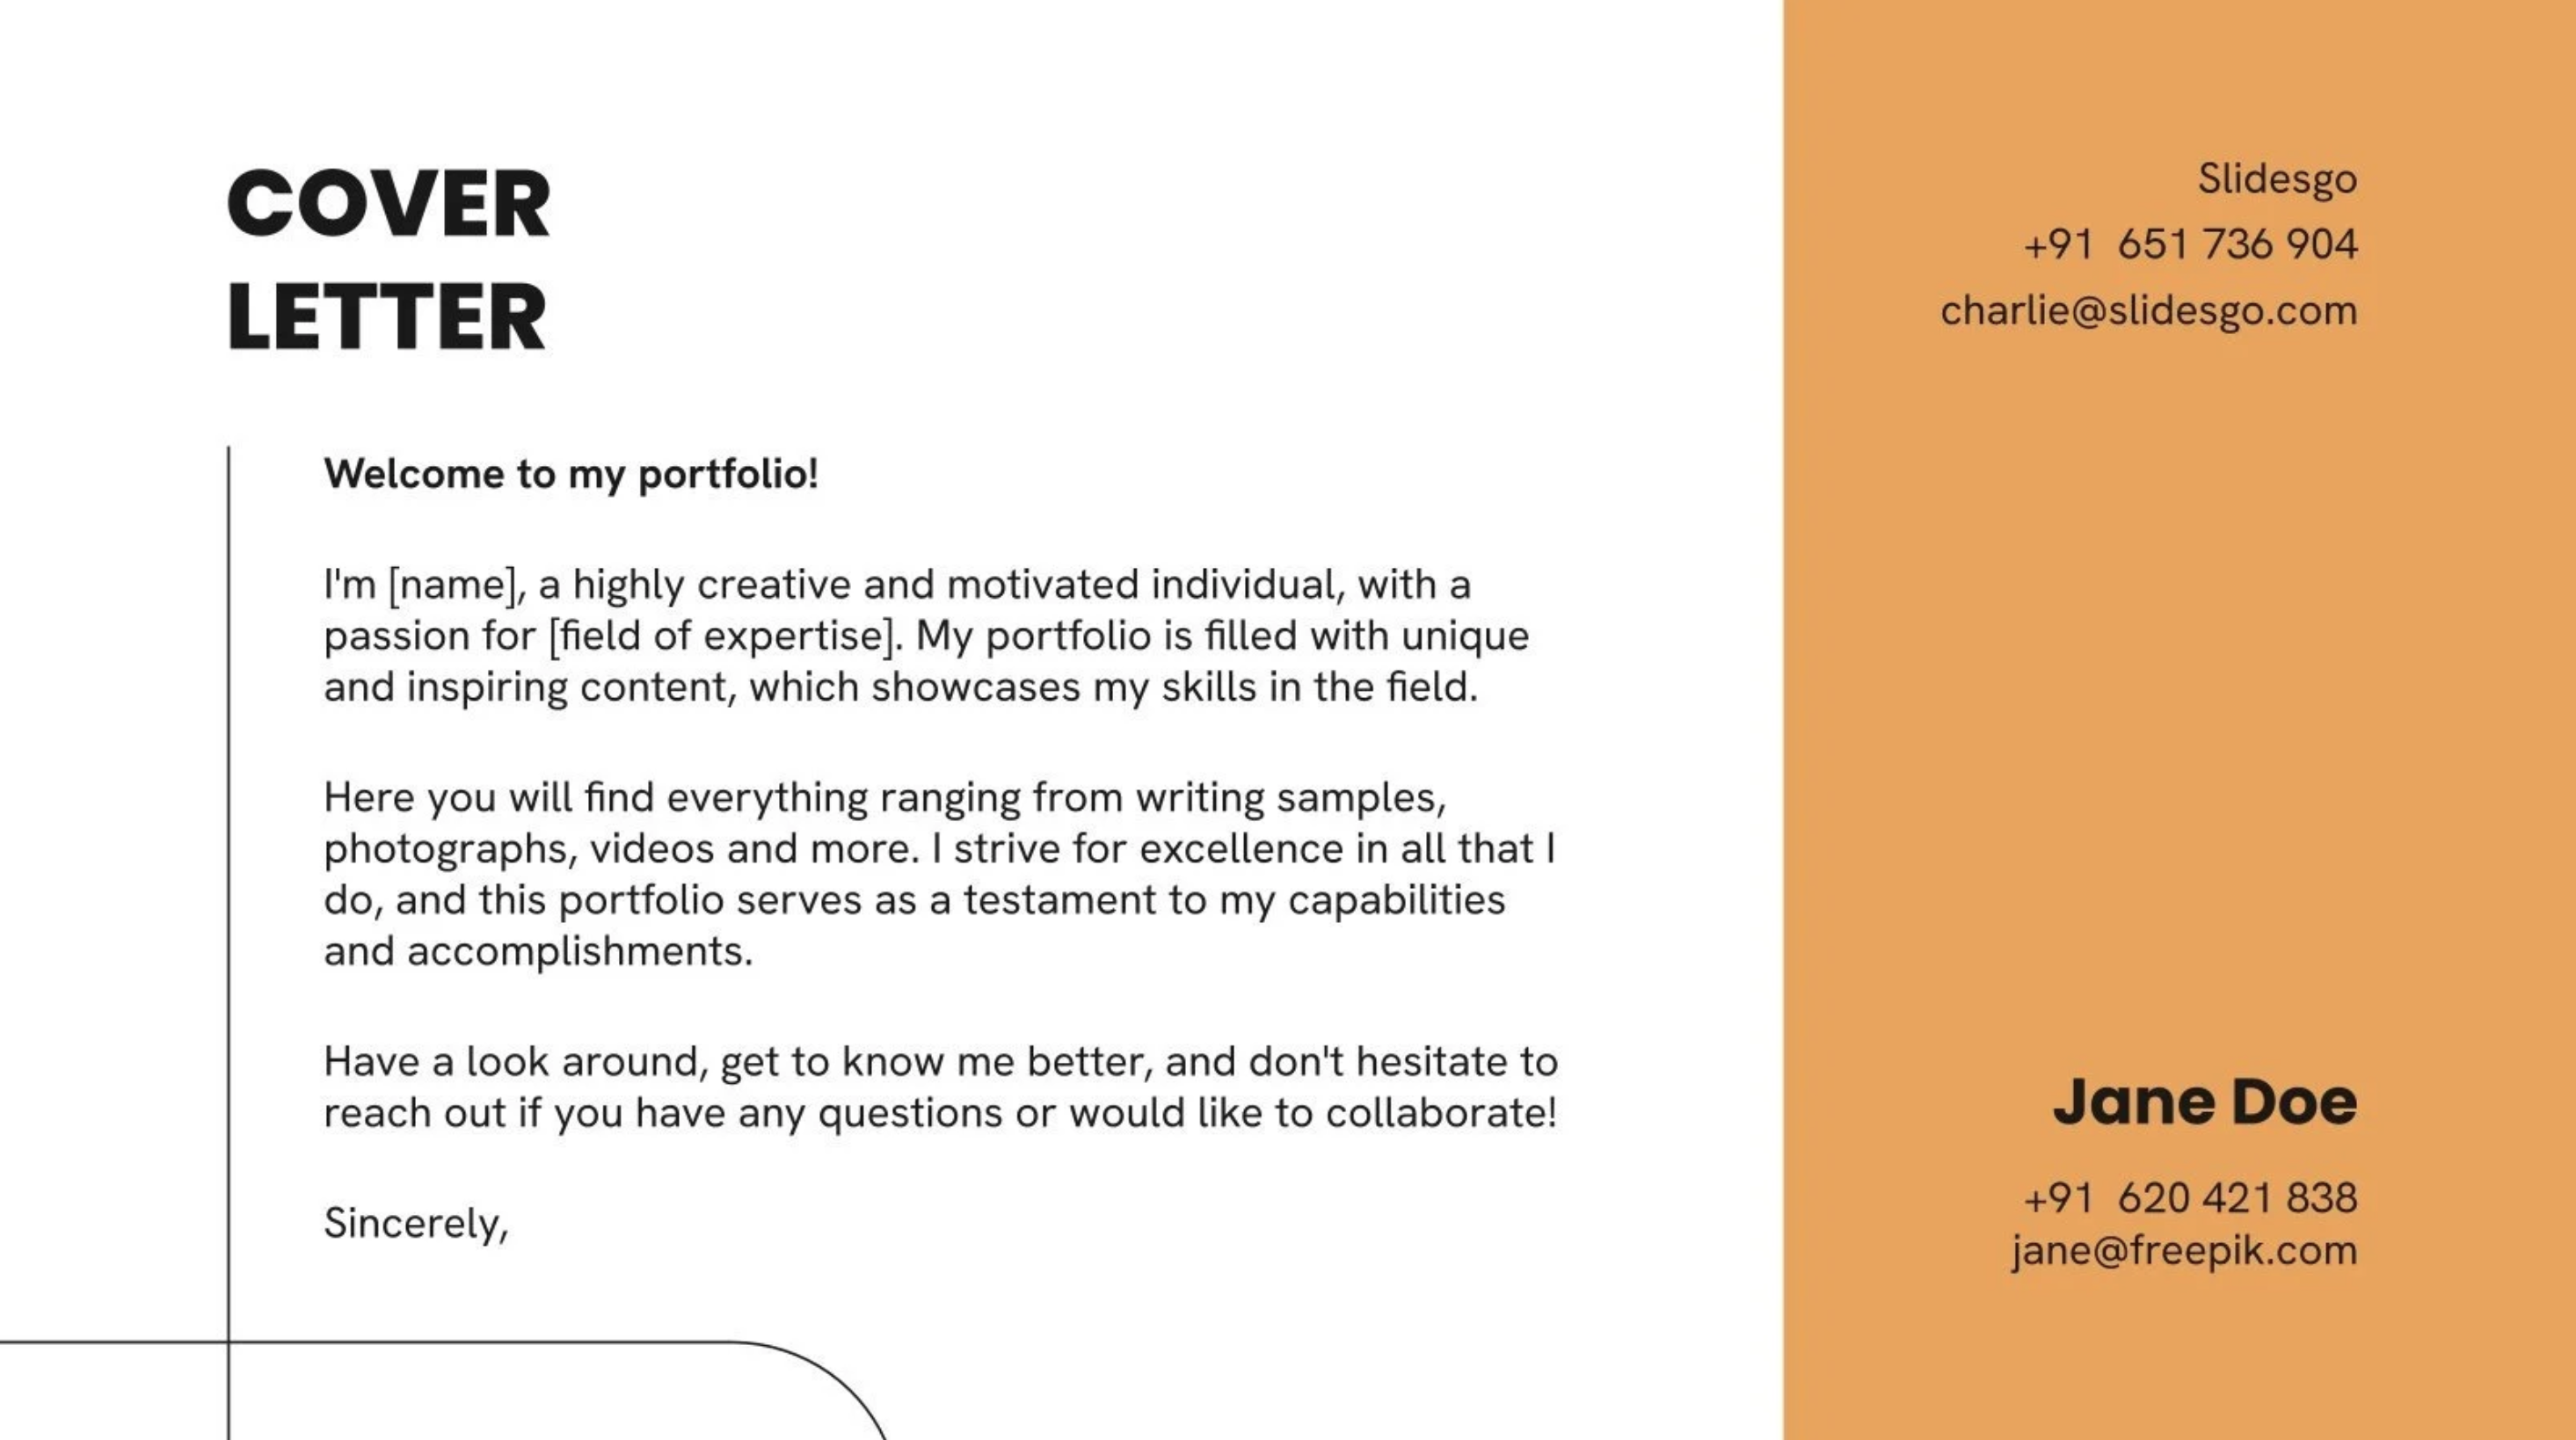 COVER
LETTER
Welcome to my portfolio!
I'm [name], a highly creative and motivated individual, with a
passion for [field of expertise]. My portfolio is filled with unique
and inspiring content, which showcases my skills in the field.
Here you will find everything ranging from writing samples,
photographs, videos and more. I strive for excellence in all that I
do, and this portfolio serves as a testament to my capabilities
and accomplishments.
Have a look around, get to know me better, and don't hesitate to
reach out if you have any questions or would like to collaborate!
Sincerely,
Slidesgo
+91  651 736 904
charlie@slidesgo.com
Jane Doe
+91  620 421 838
jane@freepik.com